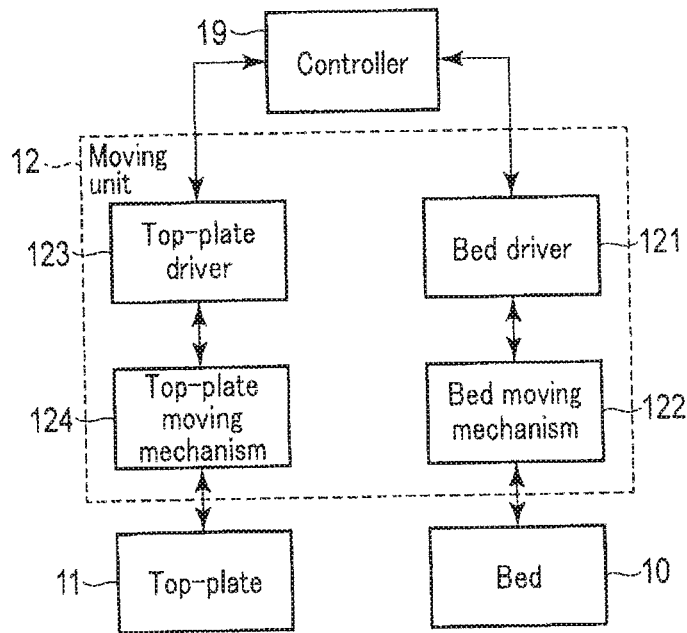 19
Controller
12
Moving
unit
123
Top-plate
driver
Bed driver
121
124
Top-plate
moving
mechanism
Bed moving
mechanism
122
11
Top-plate
Bed
10